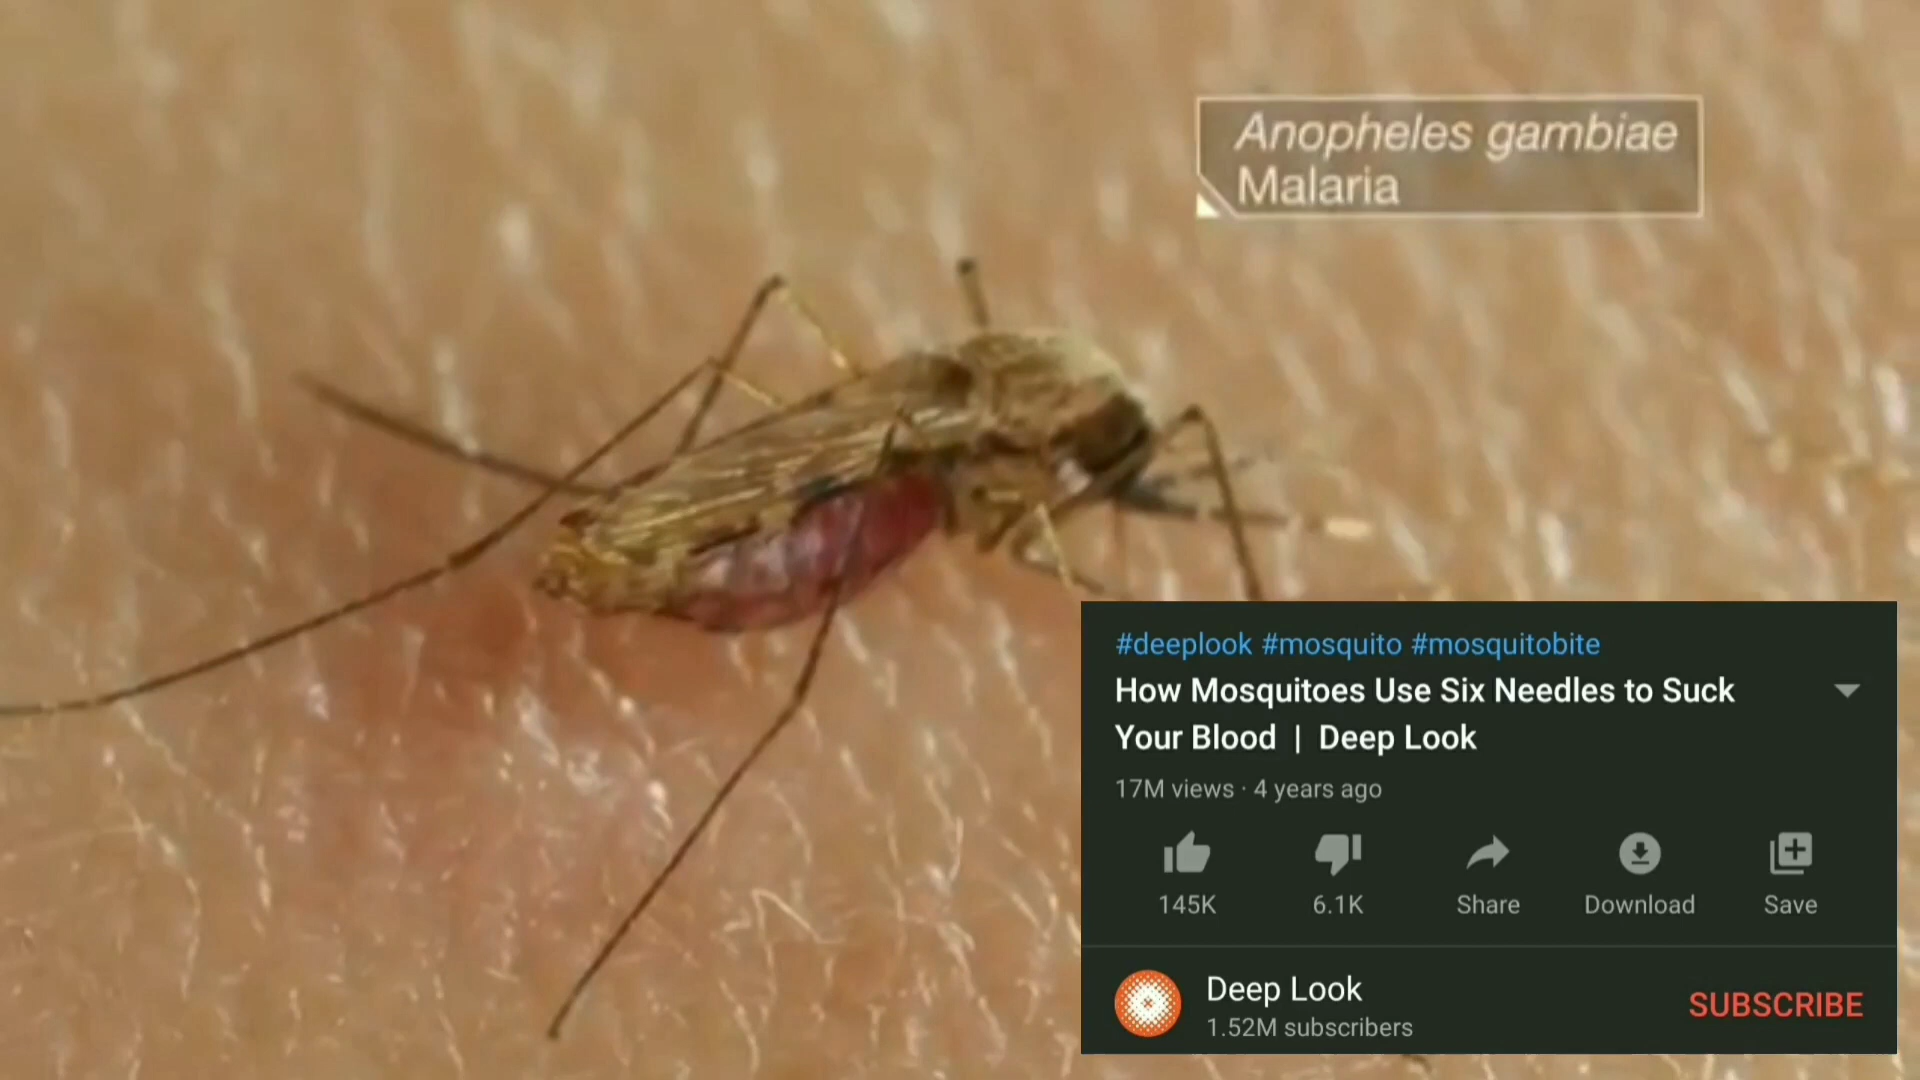 Anopheles gambiae
Malaria
#deeplook #mosquito #mosquitobite
How Mosquitoes Use Six Needles to Suck
Your Blood | Deep Look
17M views · 4 years ago
145K
6.1K
Share
Download
Save
Deep Look
1.52M subscribers
SUBSCRIBE